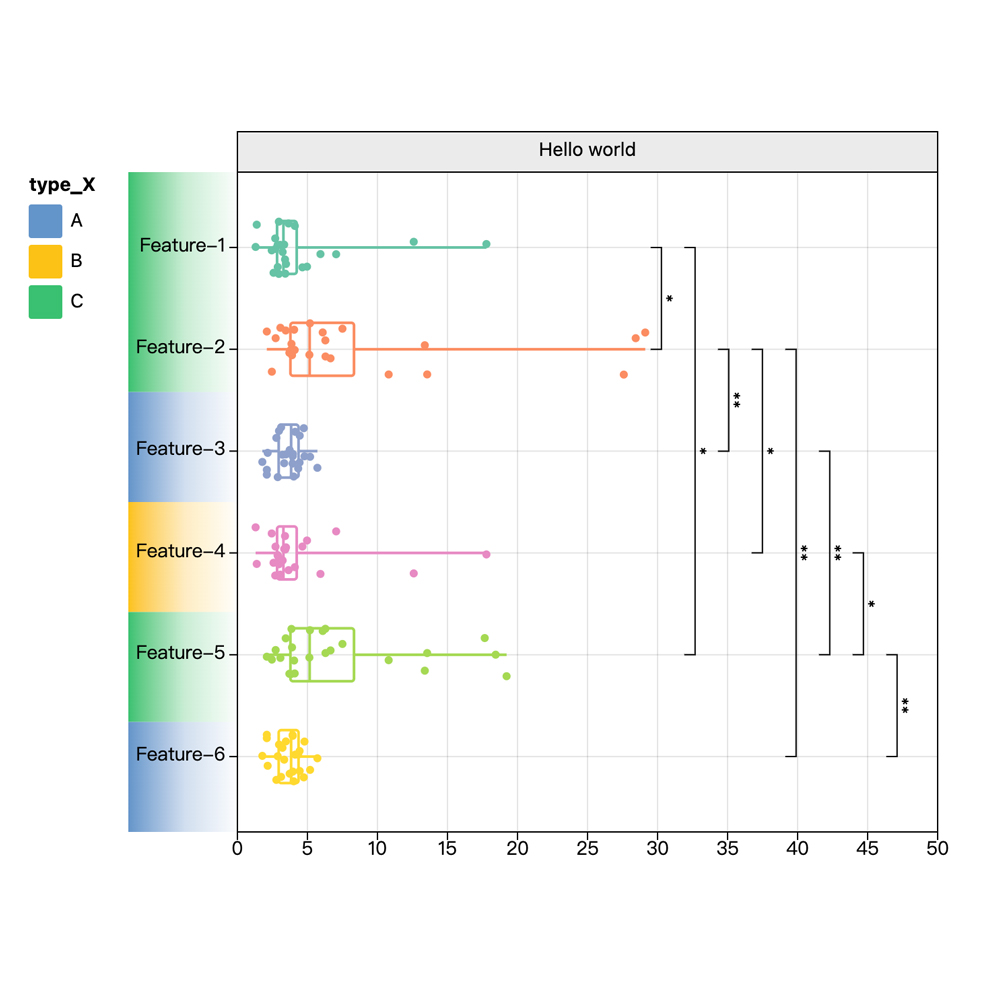 Hello world
type_X
A
B
C
Feature-1
Feature-2
Feature-3
Feature-4
Feature-5
Feature-6
*
*
**
*
**
**
*
**
0 5 10 15 20 25 30 35 40 45 50